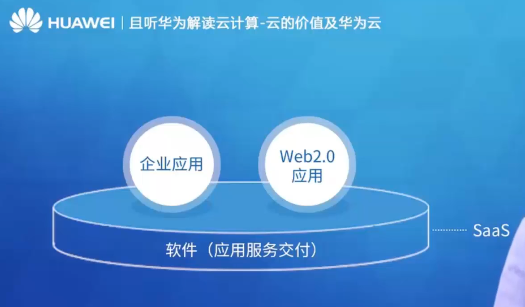 HUAWEI | 且听华为解读云计算-云的价值及华为云
企业应用
Web2.0
应用
软件（应用服务交付）
SaaS